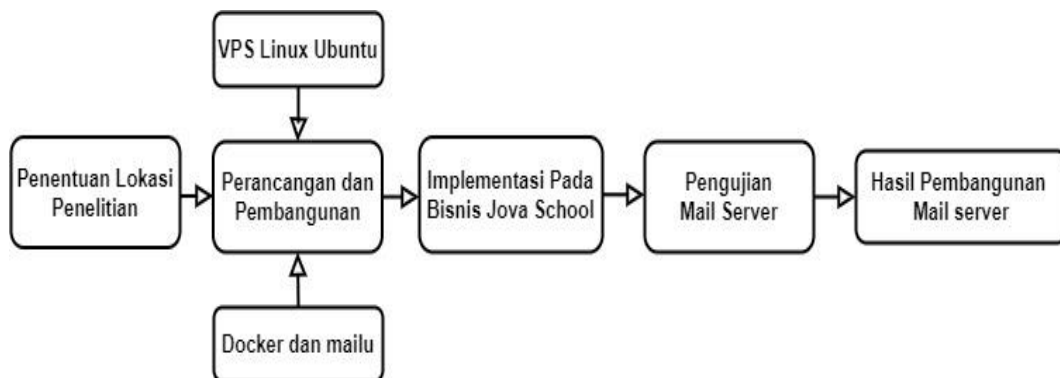 VPS Linux Ubuntu
Penentuan Lokasi
Penelitian
Perancangan dan
Pembangunan
Implementasi Pada
Bisnis Jova School
Pengujian
Mail Server
Hasil Pembangunan
Mail server
Docker dan mailu